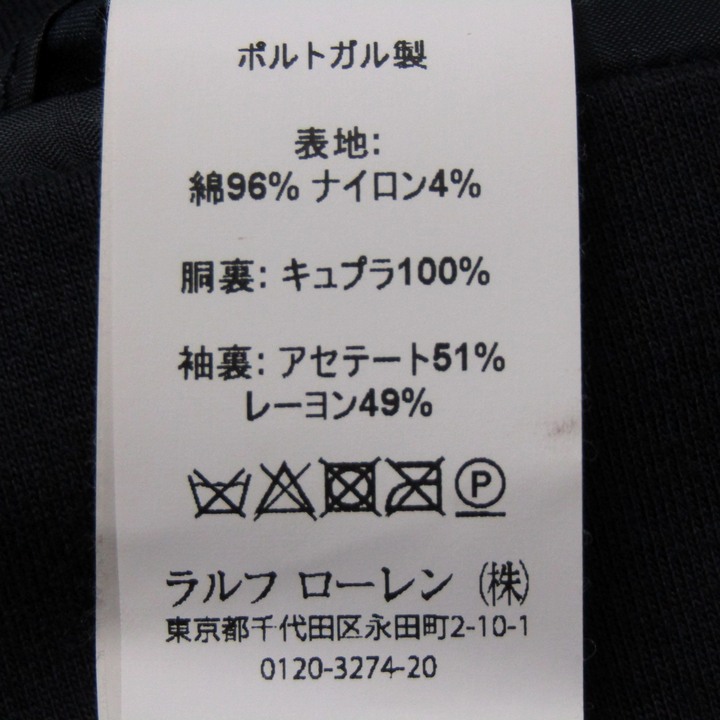 ポルトガル製
表地:
綿96% ナイロン4%
胴裏: キュプラ100%
袖裏: アセテート51%
レーヨン49%
P
ラルフ ローレン (株)
東京都千代田区永田町2-10-1
0120-3274-20